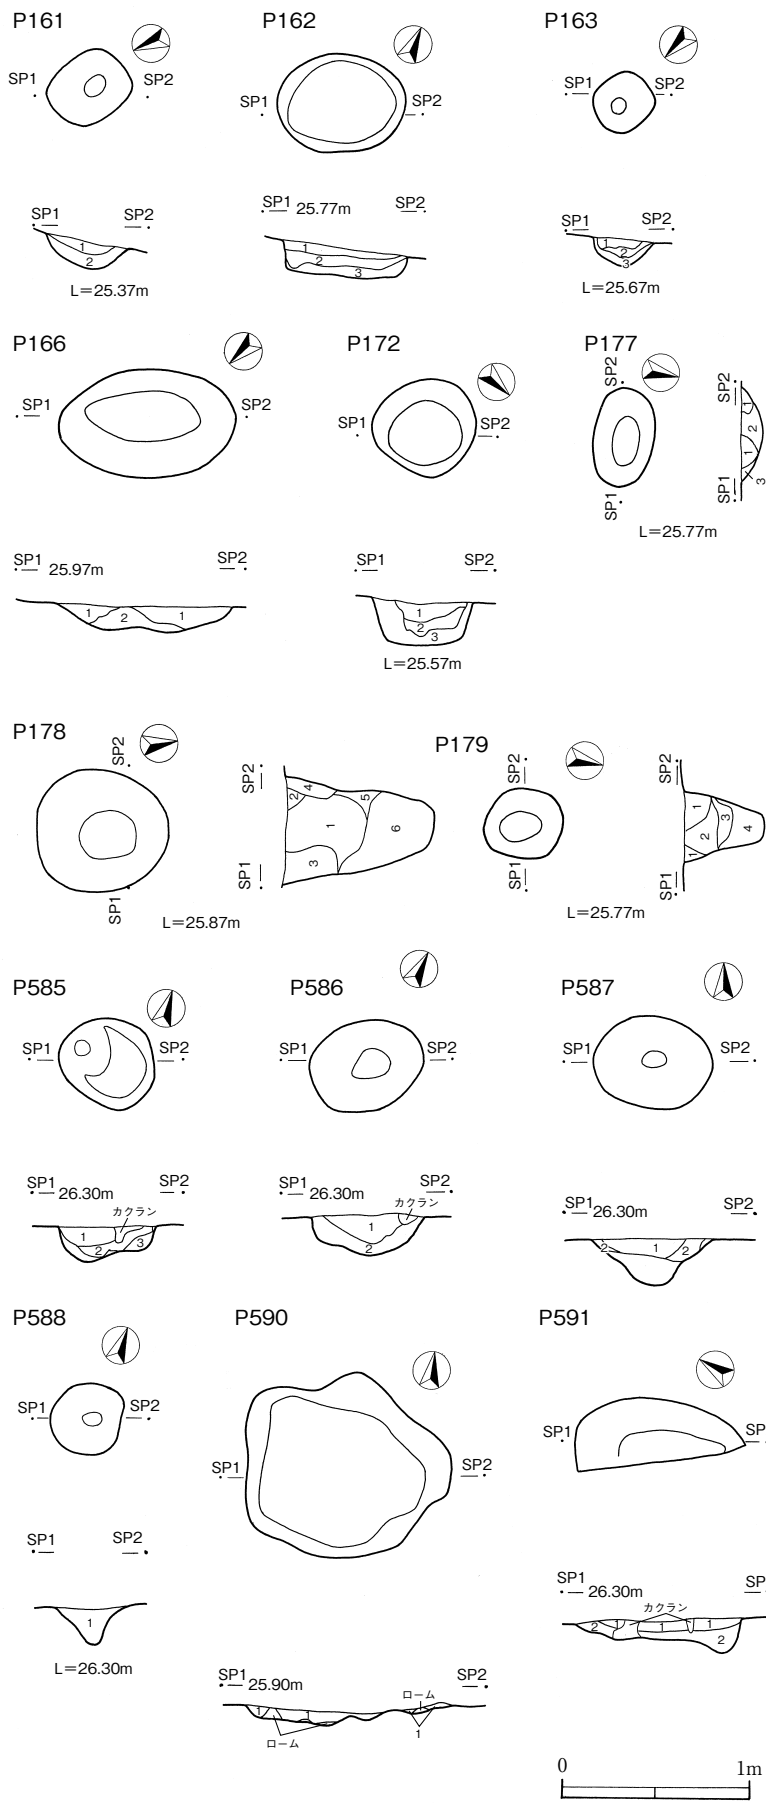 P161
P162
P163
SP1
SP2
SP1
SP2
SP1
SP2
SP1
SP2
1
2
L=25.37m
SP1 25.77m
SP2
1
2
3
SP1
SP2
1
2
3
L=25.67m
P166
P172
P177
SP1
SP2
SP1
SP2
SP2
SP1
SP2
SP1
1
2
1
3
L=25.77m
SP1 25.97m
SP2
1
2
1
SP1
SP2
1
2
3
L=25.57m
P178
P179
SP2
SP1
SP2
SP1
2
4
5
1
3
6
L=25.87m
SP2
SP1
SP2
SP1
1
3
2
4
1
L=25.77m
P585
P586
P587
SP1
SP2
SP1
SP2
SP1
SP2
SP1 26.30m
SP2
カクラン
1
2
3
SP1 26.30m
SP2
カクラン
1
2
SP1 26.30m
SP2
2
1
2
P588
P590
P591
SP1
SP2
SP1
SP2
SP1
SP
SP1
SP2
1
L=26.30m
SP1 25.90m
SP2
ローム
1
1
ローム
1
SP1 26.30m
SP
カクラン
2
1
1
1
2
0
1m